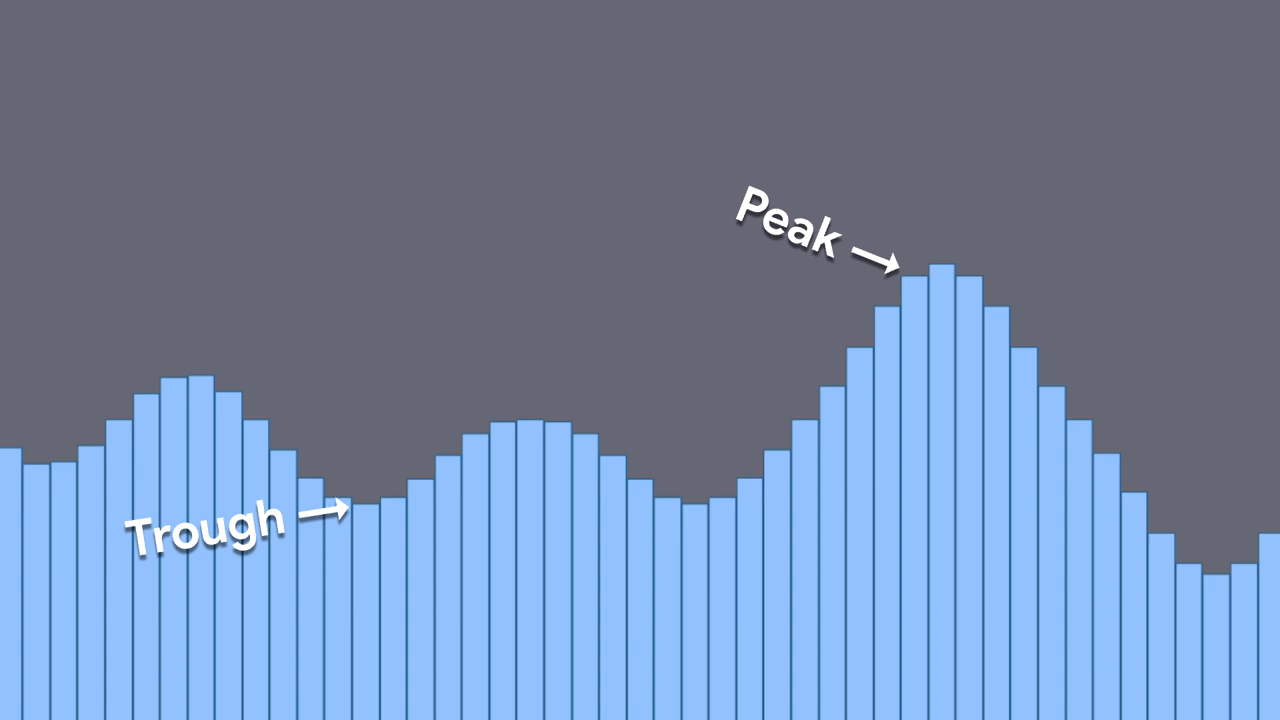 Peak →
Trough →